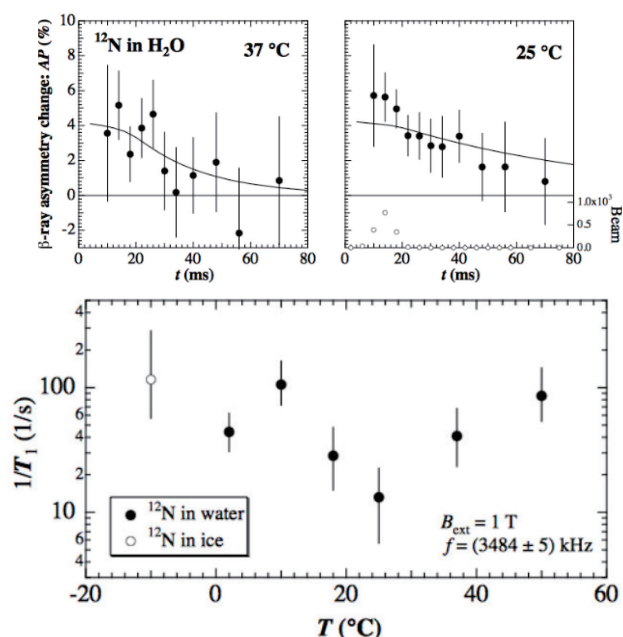 ¹²N in H₂O
37 °C
25 °C
β-ray asymmetry change: AP (%)
10
8
6
4
2
0
-2
0
20
40
60
80
t (ms)
0
20
40
60
80
t (ms)
1.0×10³
0.5
0.0
Beam
1/T₁ (1/s)
4
2
100
6
4
2
10
6
4
-20
0
20
40
60
T (°C)
¹²N in water
¹²N in ice
B_ext = 1 T
f = (3484 ± 5) kHz